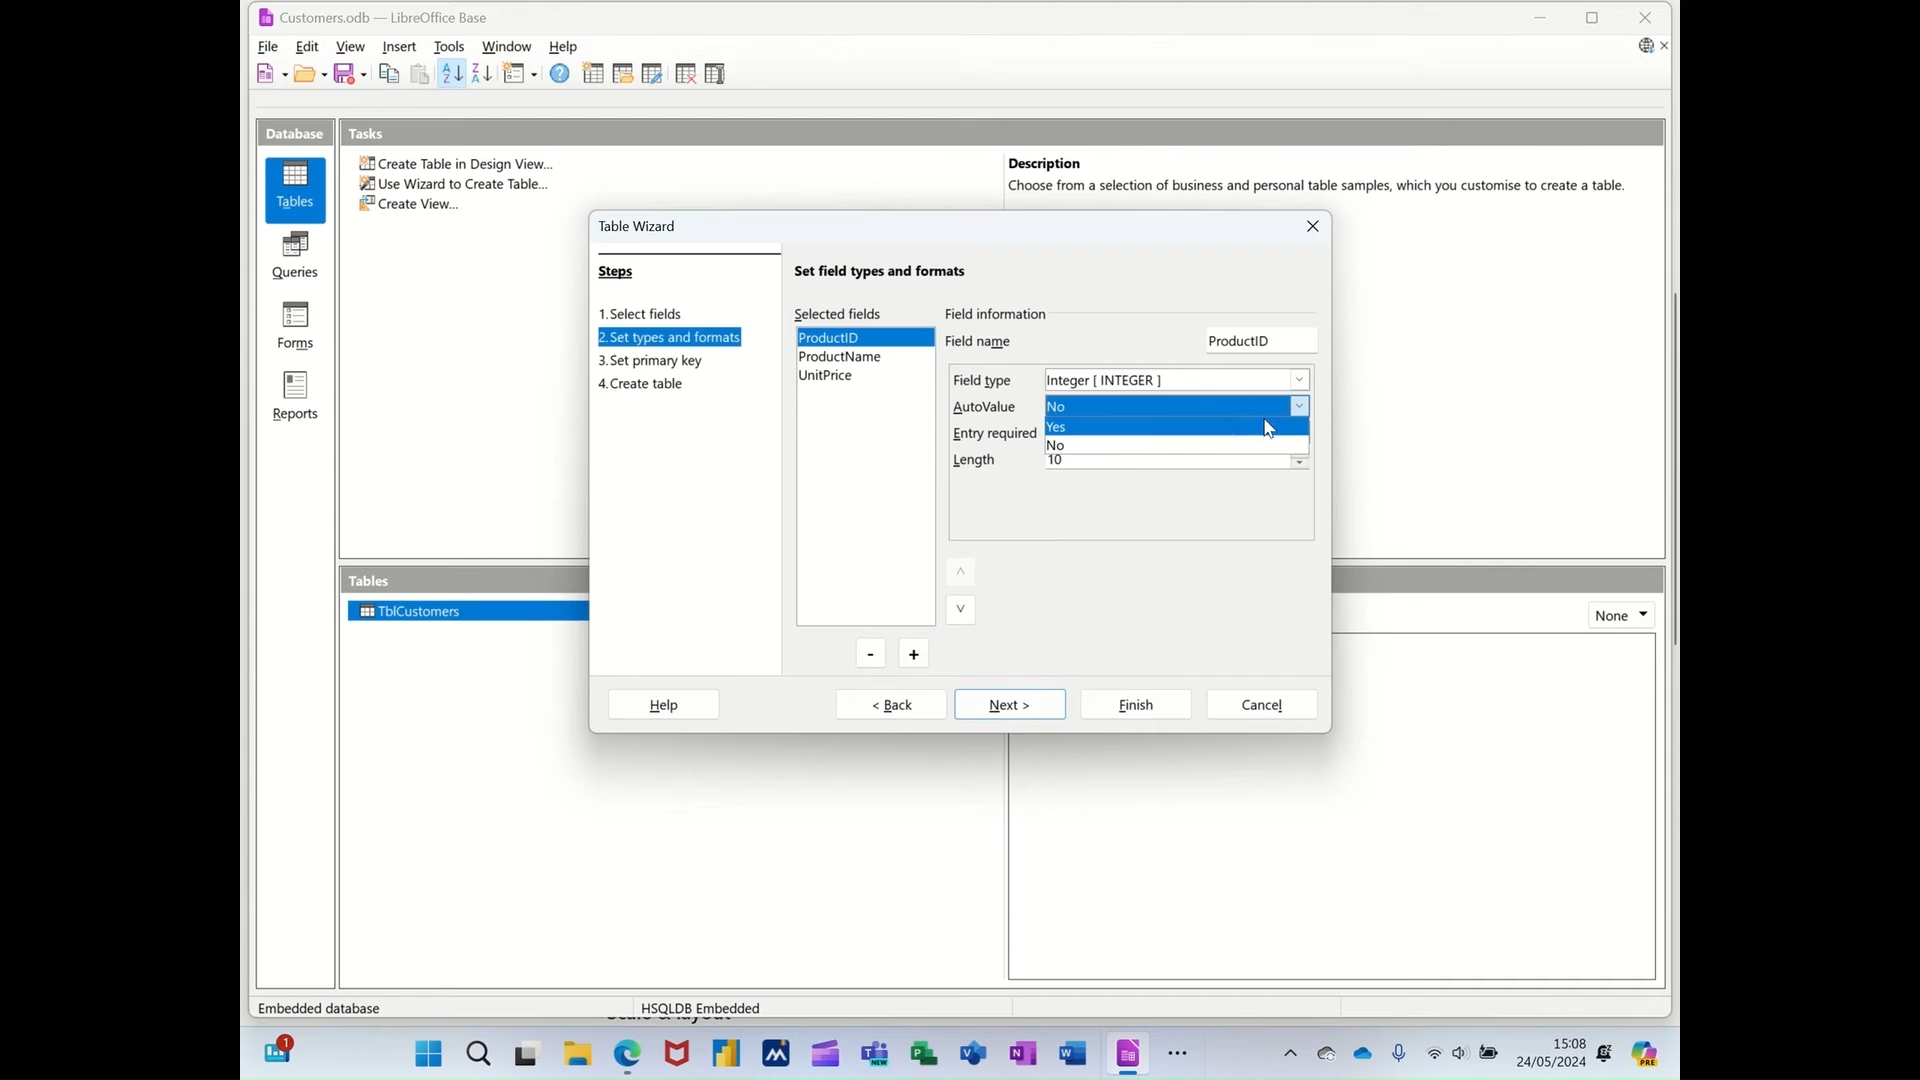 Customers.odb — LibreOffice Base
File Edit View Insert Tools Window Help
Database
Tasks
Tables
Queries
Forms
Reports
Create Table in Design View...
Use Wizard to Create Table...
Create View...
Description
Choose from a selection of business and personal table samples, which you customise to create a table.
Table Wizard
Steps
1.Select fields
2.Set types and formats
3.Set primary key
4.Create table
Set field types and formats
Selected fields
ProductID
ProductName
UnitPrice
Field information
Field name ProductID
Field type Integer [ INTEGER ]
AutoValue No
Yes
Entry required
No
Length 10
- +
Help < Back Next > Finish Cancel
Tables
TblCustomers
None
Embedded database HSQLDB Embedded
Scale & layout
1
NEW
15:08
24/05/2024
PRE